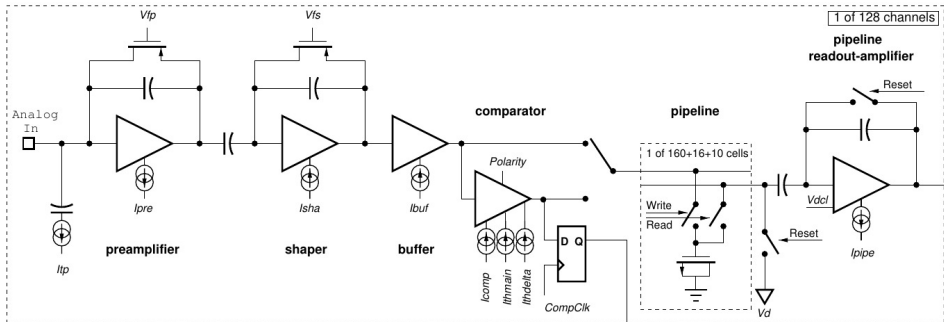 1 of 128 channels
Vfp
Vfs
pipeline
readout-amplifier
Reset
Analog
In
comparator
pipeline
1 of 160+16+10 cells
Polarity
Ipre
Isha
Ibuf
Write
Read
Vdcl
Reset
D Q
Itp
preamplifier
shaper
buffer
Icomp
Ithmain
Ithdelta
CompClk
Ipipe
Vd